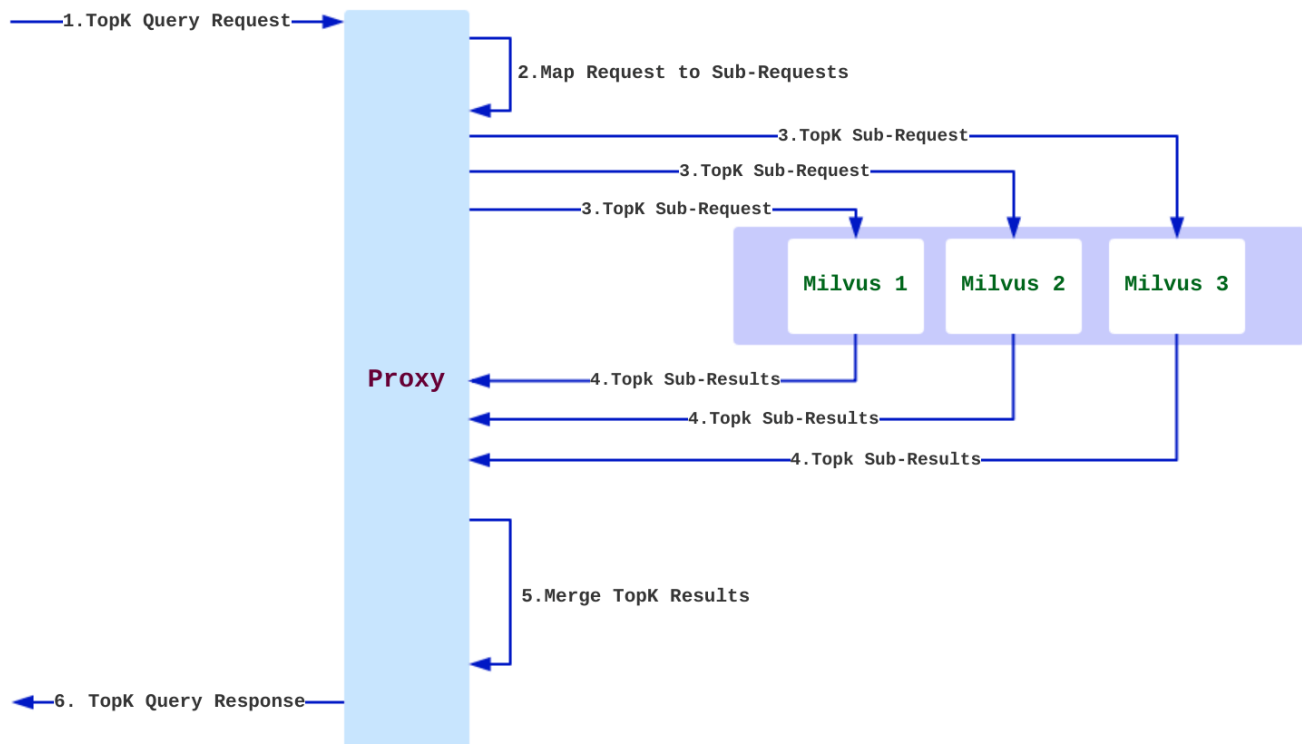 1.TopK Query Request
2.Map Request to Sub-Requests
3.TopK Sub-Request
3.TopK Sub-Request
3.TopK Sub-Request
Milvus 1
Milvus 2
Milvus 3
Proxy
4.Topk Sub-Results
4.Topk Sub-Results
4.Topk Sub-Results
5.Merge TopK Results
6. TopK Query Response